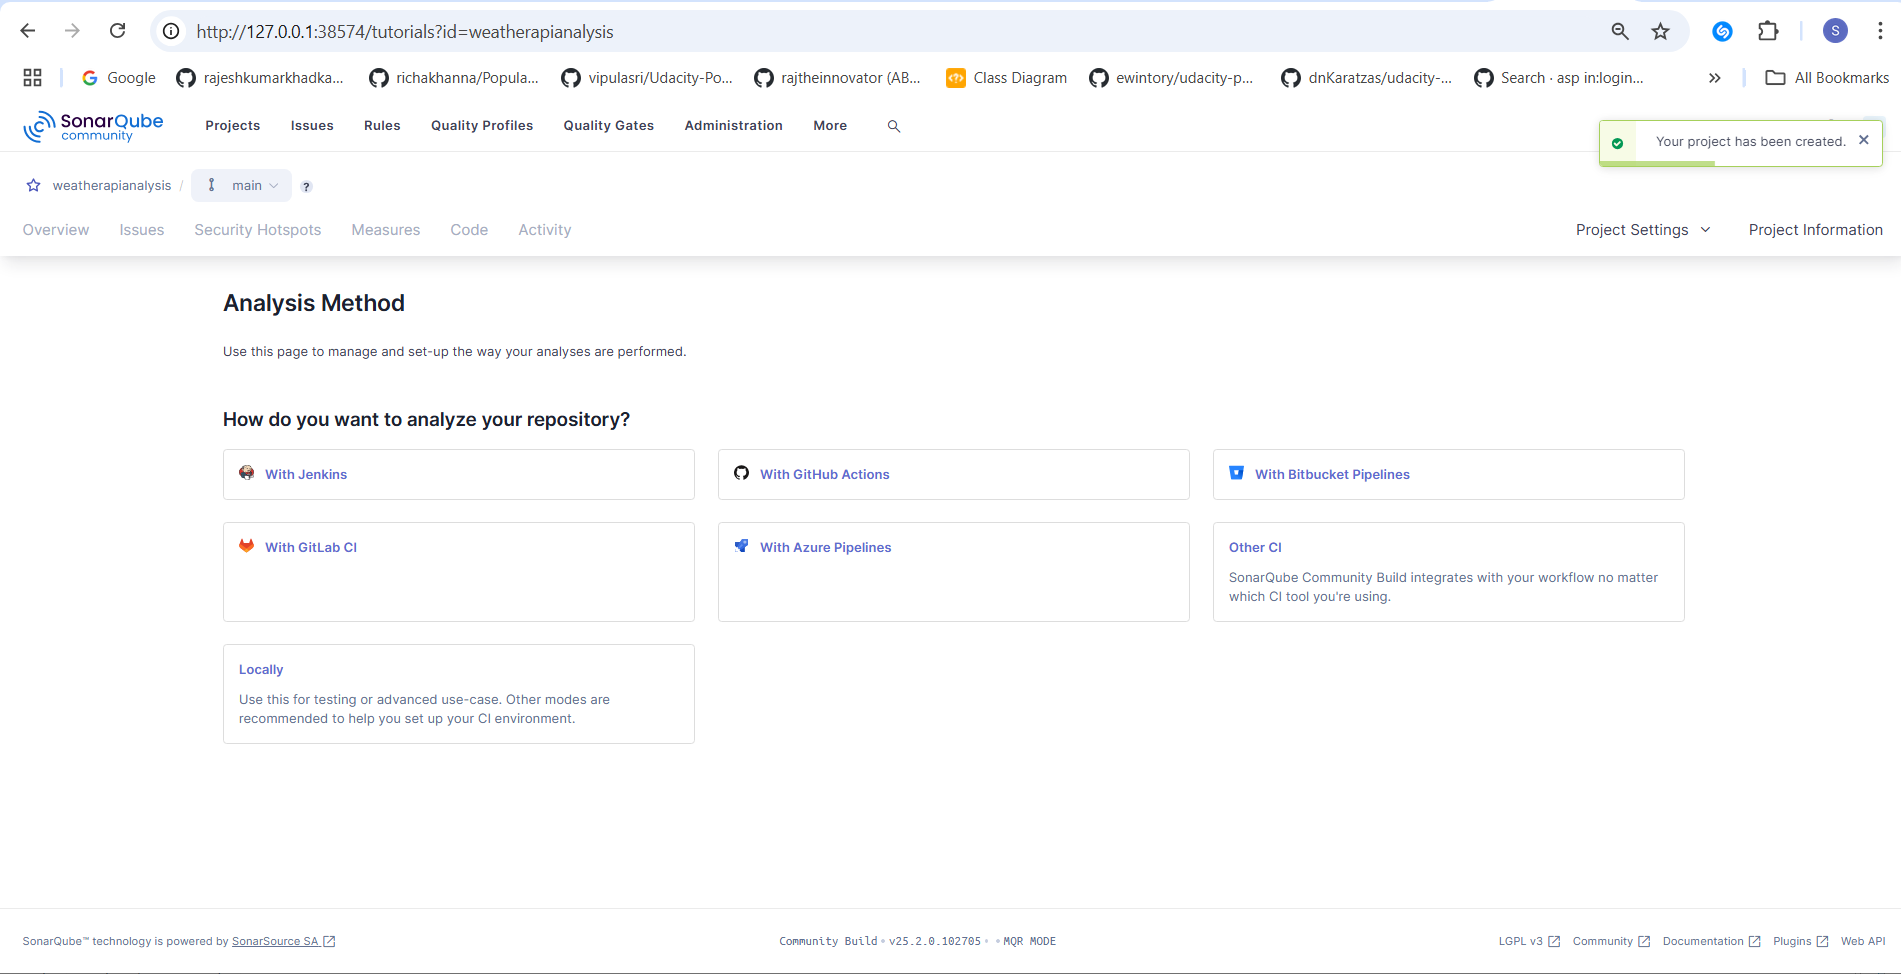 http://127.0.0.1:38574/tutorials?id=weatherapianalysis
S
Google rajeshkumarkhadka... richakhanna/Popula... vipulasri/Udacity-Po... rajtheinnovator (AB... Class Diagram ewintory/udacity-p... dnKaratzas/udacity-... Search · asp in:login... » All Bookmarks
SonarQube
community
Projects Issues Rules Quality Profiles Quality Gates Administration More
Your project has been created.
weatherapianalysis / main ?
Overview Issues Security Hotspots Measures Code Activity Project Settings Project Information
Analysis Method
Use this page to manage and set-up the way your analyses are performed.
How do you want to analyze your repository?
With Jenkins With GitHub Actions With Bitbucket Pipelines
With GitLab CI With Azure Pipelines Other CI
SonarQube Community Build integrates with your workflow no matter
which CI tool you're using.
Locally
Use this for testing or advanced use-case. Other modes are
recommended to help you set up your CI environment.
SonarQube™ technology is powered by SonarSource SA Community Build • v25.2.0.102705 • • MQR MODE LGPL v3 Community Documentation Plugins Web API